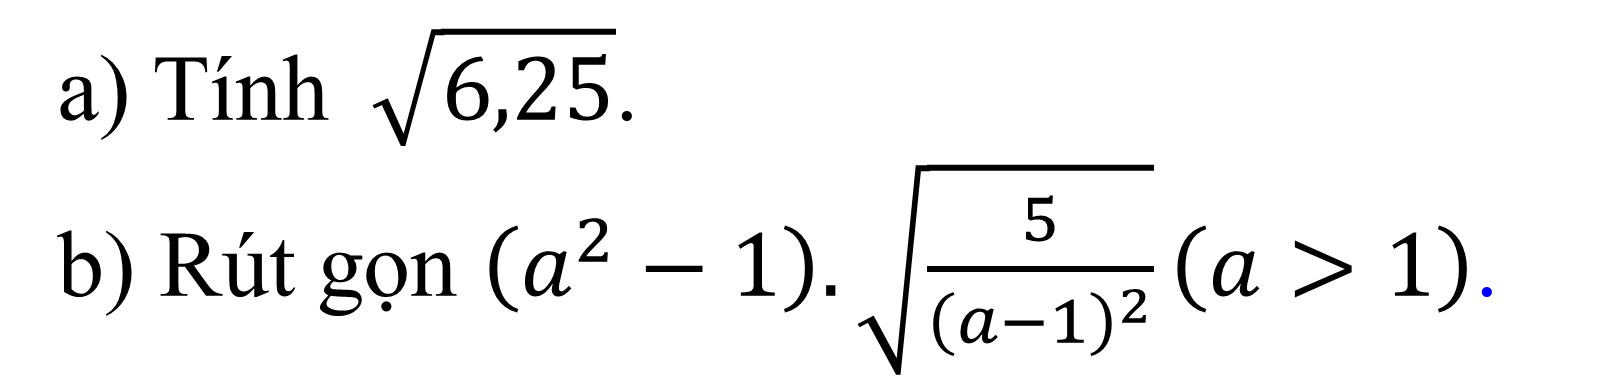 a) Tính √6,25.
b) Rút gọn (a² − 1). √(5/(a−1)²) (a > 1).